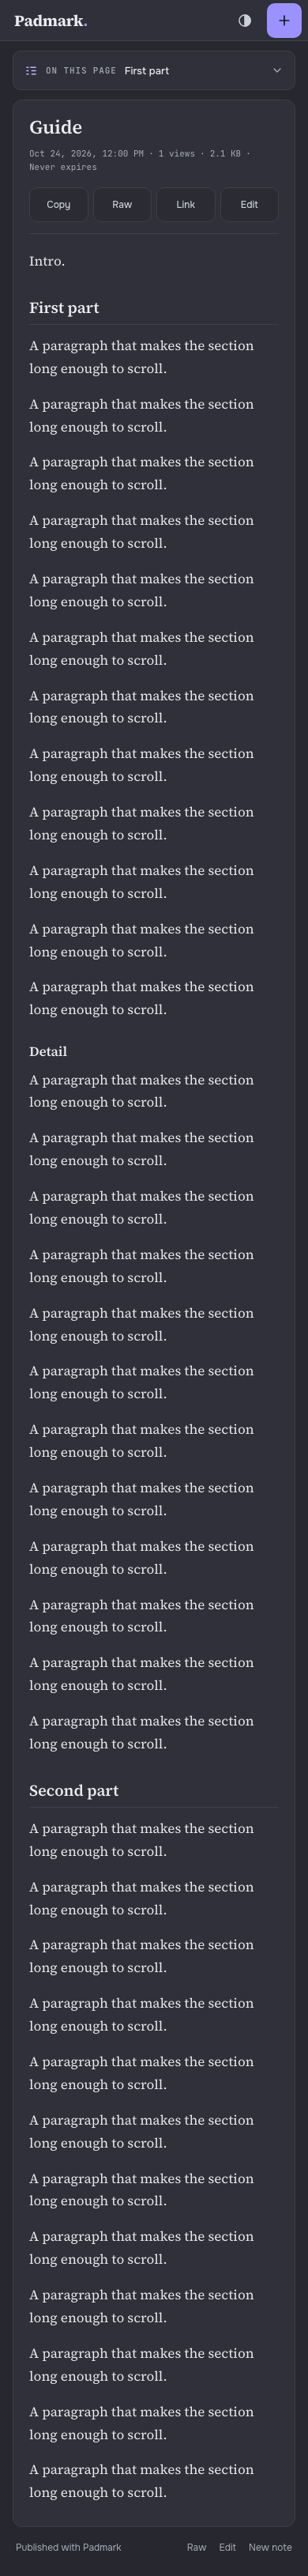 Padmark.
ON THIS PAGE First part
Guide
Oct 24, 2026, 12:00 PM · 1 views · 2.1 KB ·
Never expires
Copy Raw Link Edit
Intro.
First part
A paragraph that makes the section
long enough to scroll.
A paragraph that makes the section
long enough to scroll.
A paragraph that makes the section
long enough to scroll.
A paragraph that makes the section
long enough to scroll.
A paragraph that makes the section
long enough to scroll.
A paragraph that makes the section
long enough to scroll.
A paragraph that makes the section
long enough to scroll.
A paragraph that makes the section
long enough to scroll.
A paragraph that makes the section
long enough to scroll.
A paragraph that makes the section
long enough to scroll.
A paragraph that makes the section
long enough to scroll.
A paragraph that makes the section
long enough to scroll.
Detail
A paragraph that makes the section
long enough to scroll.
A paragraph that makes the section
long enough to scroll.
A paragraph that makes the section
long enough to scroll.
A paragraph that makes the section
long enough to scroll.
A paragraph that makes the section
long enough to scroll.
A paragraph that makes the section
long enough to scroll.
A paragraph that makes the section
long enough to scroll.
A paragraph that makes the section
long enough to scroll.
A paragraph that makes the section
long enough to scroll.
A paragraph that makes the section
long enough to scroll.
A paragraph that makes the section
long enough to scroll.
A paragraph that makes the section
long enough to scroll.
Second part
A paragraph that makes the section
long enough to scroll.
A paragraph that makes the section
long enough to scroll.
A paragraph that makes the section
long enough to scroll.
A paragraph that makes the section
long enough to scroll.
A paragraph that makes the section
long enough to scroll.
A paragraph that makes the section
long enough to scroll.
A paragraph that makes the section
long enough to scroll.
A paragraph that makes the section
long enough to scroll.
A paragraph that makes the section
long enough to scroll.
A paragraph that makes the section
long enough to scroll.
A paragraph that makes the section
long enough to scroll.
A paragraph that makes the section
long enough to scroll.
Published with Padmark Raw Edit New note